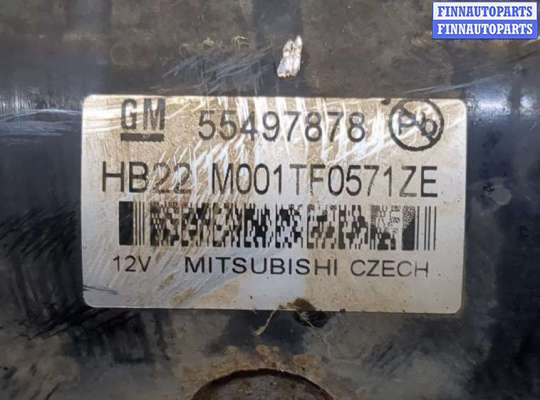 FINNAUTOPARTS
FINNAUTOPARTS
GM 55497878 Pb
HB22 M001TF0571ZE
12V MITSUBISHI CZECH